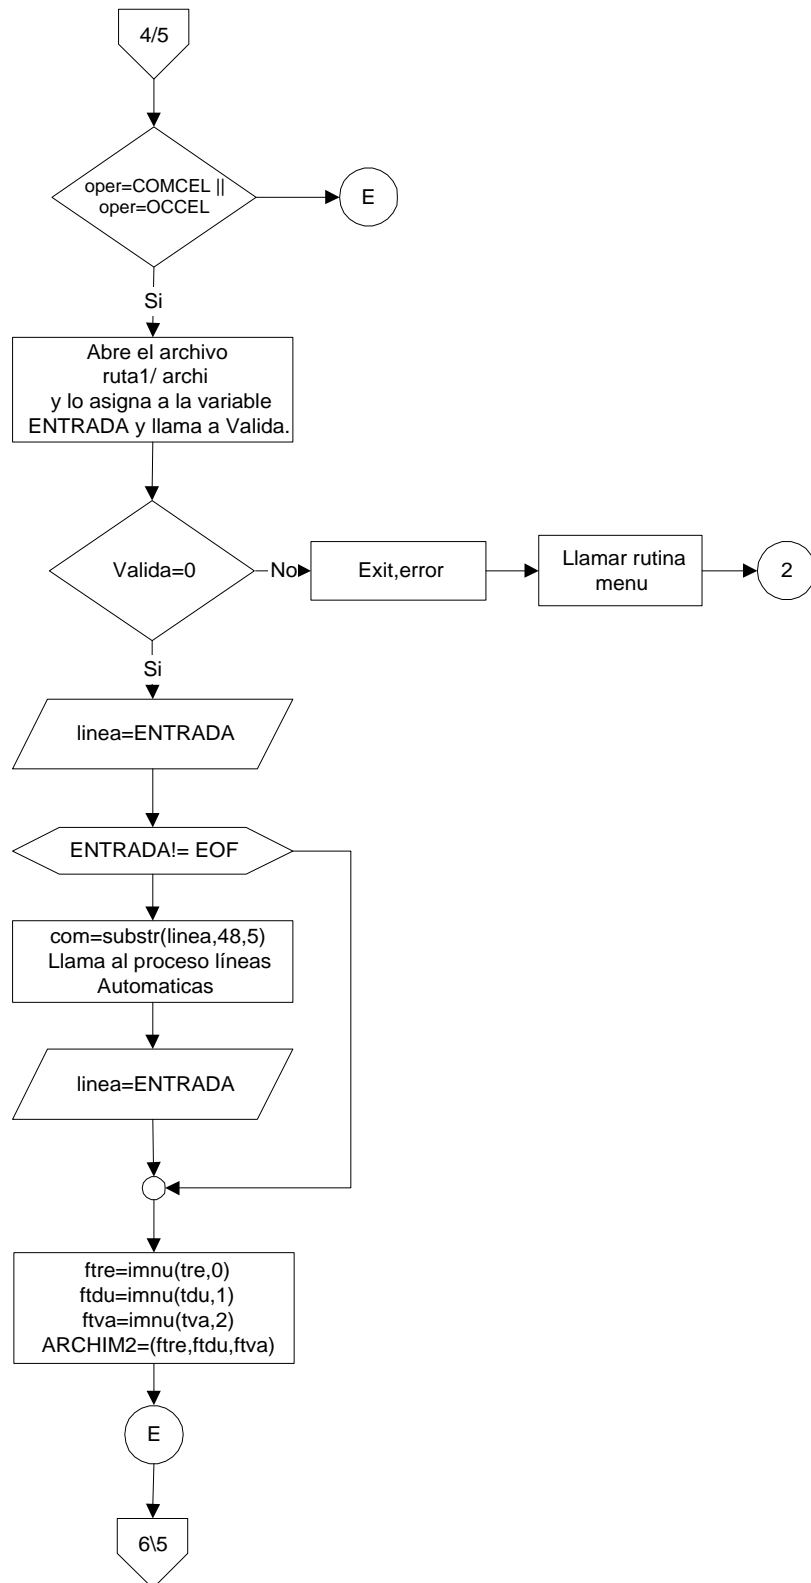 4/5
oper=COMCEL ||
oper=OCCEL
E
Si
Abre el archivo
ruta1/ archi
y lo asigna a la variable
ENTRADA y llama a Valida.
Valida=0
No
Exit,error
Llamar rutina
menu
2
Si
linea=ENTRADA
ENTRADA!= EOF
com=substr(linea,48,5)
Llama al proceso líneas
Automaticas
linea=ENTRADA
ftre=imnu(tre,0)
ftdu=imnu(tdu,1)
ftva=imnu(tva,2)
ARCHIM2=(ftre,ftdu,ftva)
E
6\5